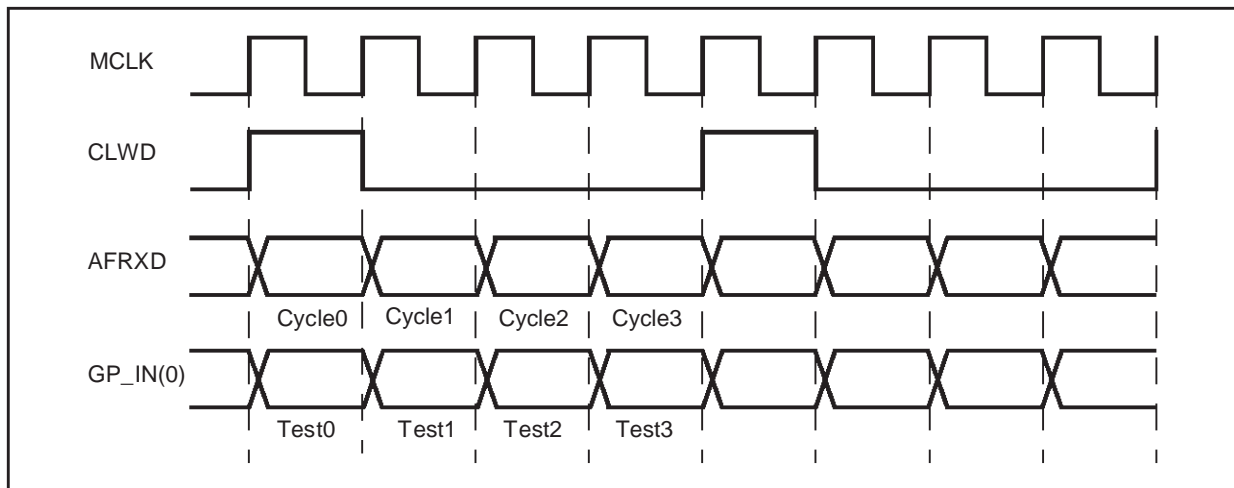 MCLK
CLWD
AFRXD
Cycle0 Cycle1 Cycle2 Cycle3
GP_IN(0)
Test0 Test1 Test2 Test3